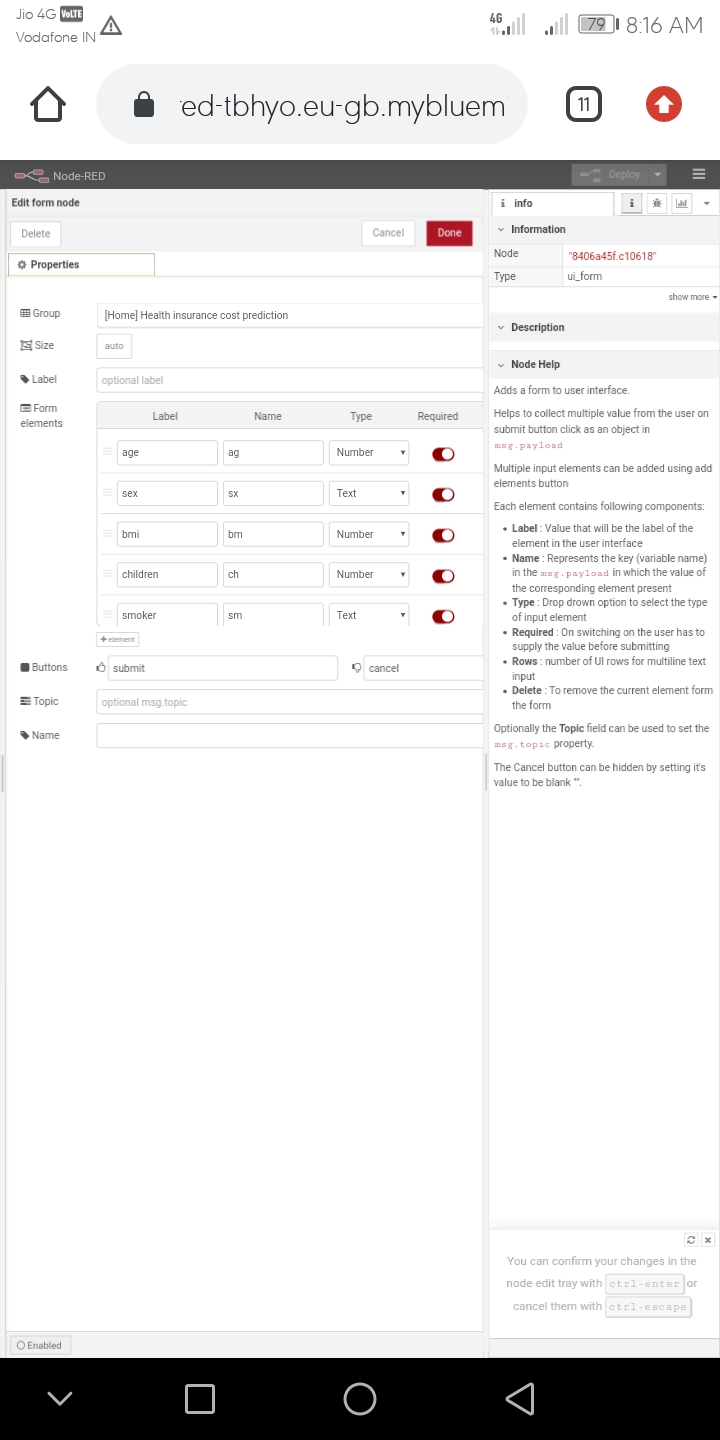 Jio 4G VoLTE
Vodafone IN
4G
79
8:16 AM
ed-tbhyo.eu-gb.mybluem
11
Node-RED
Deploy
Edit form node
Delete
Cancel
Done
Properties
Group
[Home] Health insurance cost prediction
Size
auto
Label
optional label
Form
elements
Label Name Type Required
age ag Number
sex sx Text
bmi bm Number
children ch Number
smoker sm Text
+ element
Buttons
submit
cancel
Topic
optional msg.topic
Name
Enabled
i info
i
Information
Node "8406a45f.c10618"
Type ui_form
show more
Description
Node Help
Adds a form to user interface.
Helps to collect multiple value from the user on
submit button click as an object in
msg.payload
Multiple input elements can be added using add
elements button
Each element contains following components:
• Label : Value that will be the label of the
element in the user interface
• Name : Represents the key (variable name)
in the msg.payload in which the value of
the corresponding element present
• Type : Drop drown option to select the type
of input element
• Required : On switching on the user has to
supply the value before submitting
• Rows : number of UI rows for multiline text
input
• Delete : To remove the current element form
the form
Optionally the Topic field can be used to set the
msg.topic property.
The Cancel button can be hidden by setting it's
value to be blank "".
You can confirm your changes in the
node edit tray with ctrl-enter or
cancel them with ctrl-escape